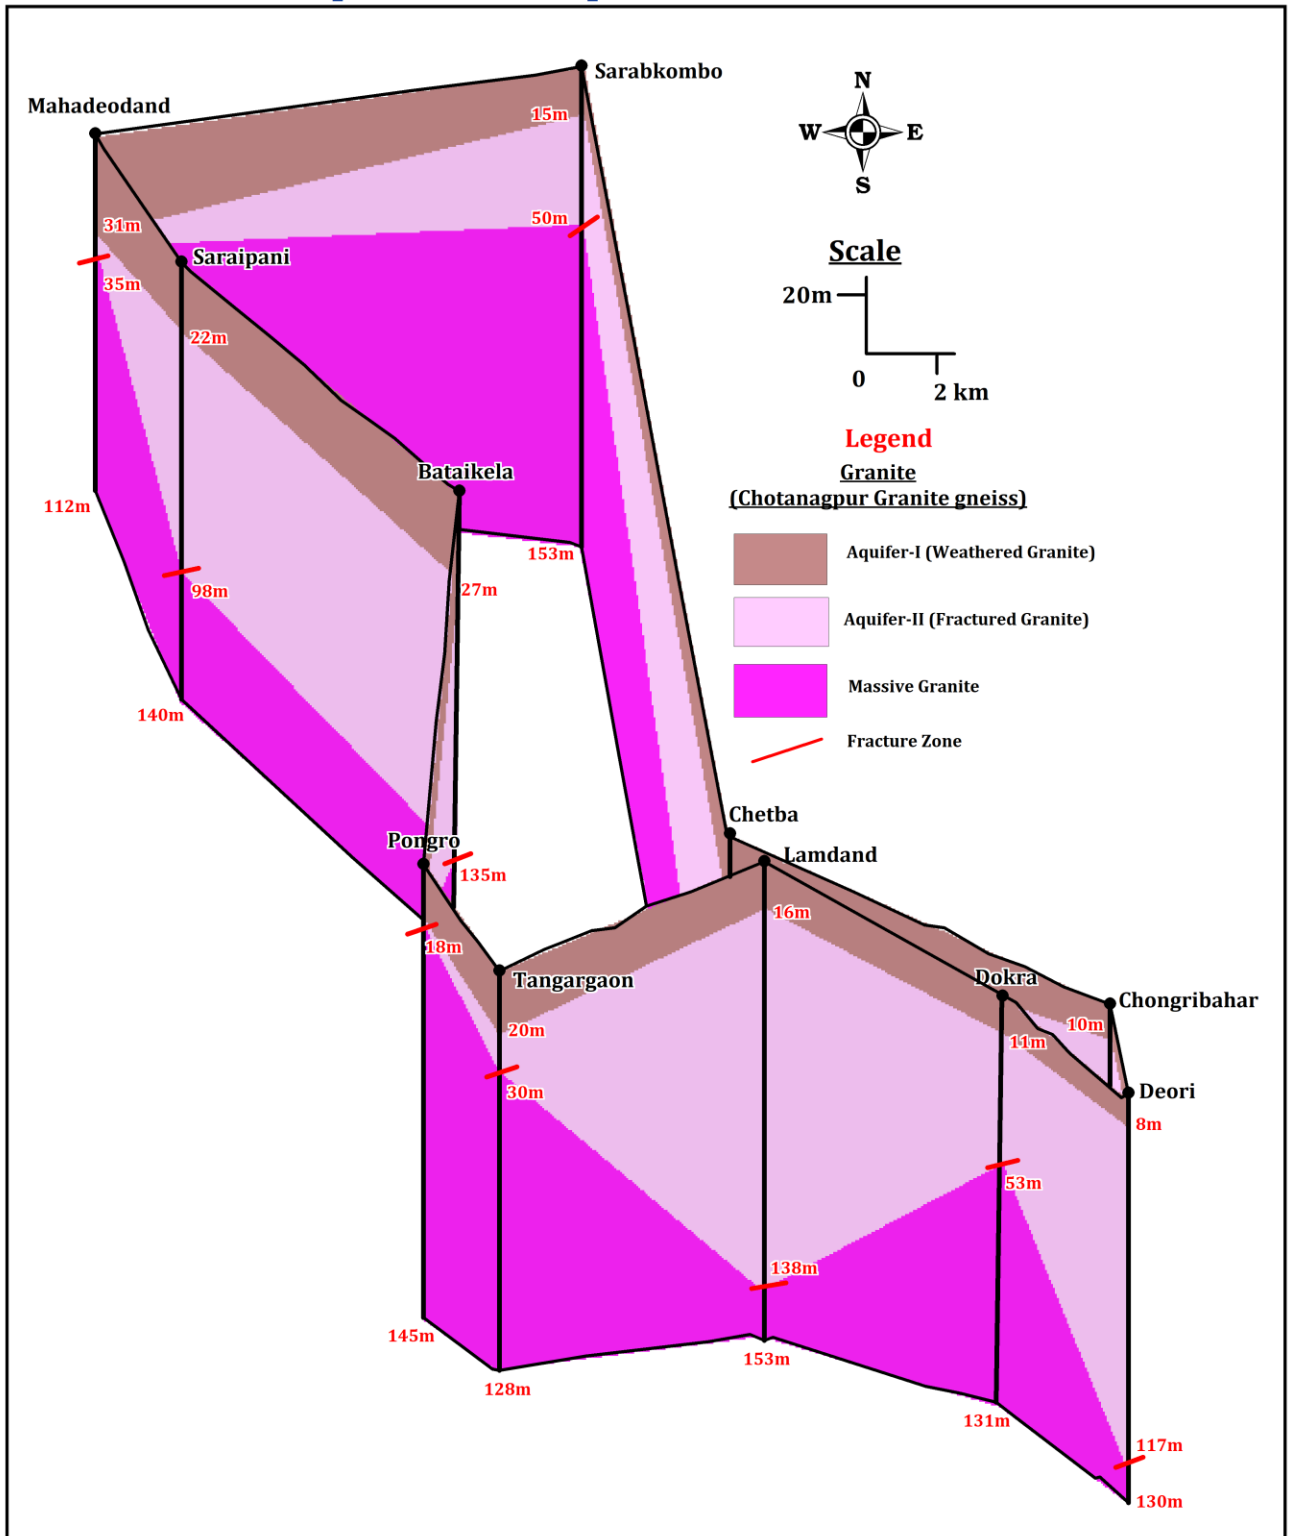 Sarabkombo
Mahadeodand
15m
N
W
E
S
31m
50m
Saraipani
35m
Scale
20m
22m
0
2 km
Legend
Granite
(Chotanagpur Granite gneiss)
Bataikela
112m
153m
Aquifer-I (Weathered Granite)
98m
27m
Aquifer-II (Fractured Granite)
140m
Massive Granite
Fracture Zone
Chetba
Pongro
Lamdand
135m
16m
18m
Tangargaon
Dokra
Chongribahar
20m
10m
11m
30m
Deori
8m
53m
138m
145m
153m
128m
131m
117m
130m